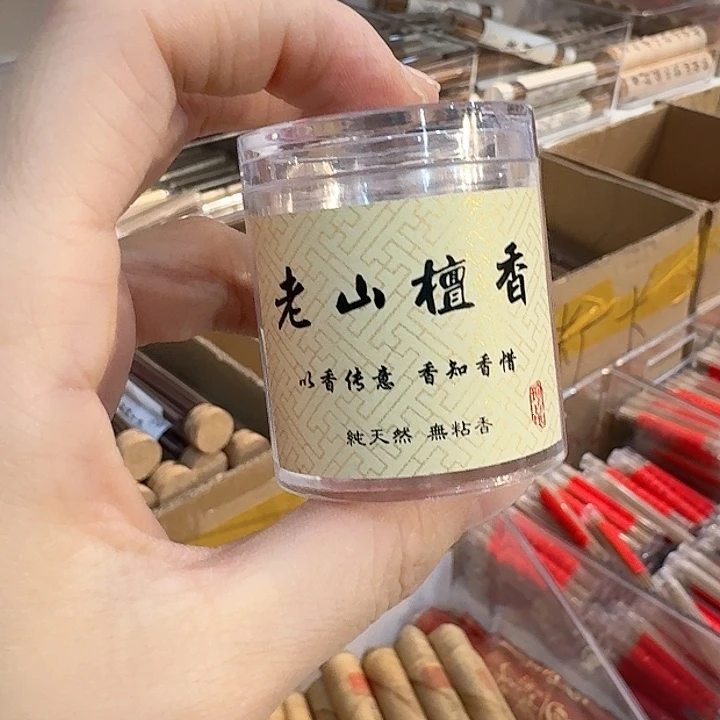 老山檀香
以香传意 香知香惜
純天然 無粘香